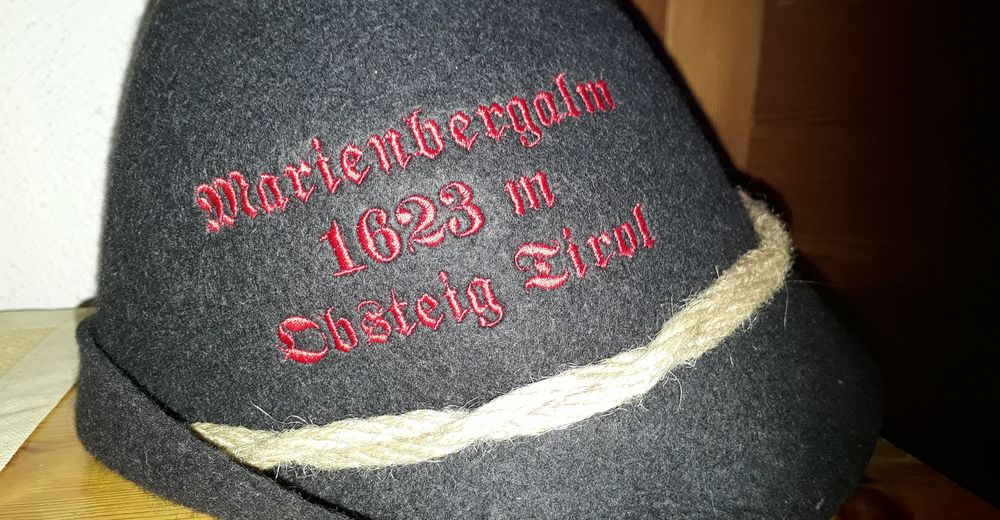 Marienbergalm
1623 m
Obsteig Tirol